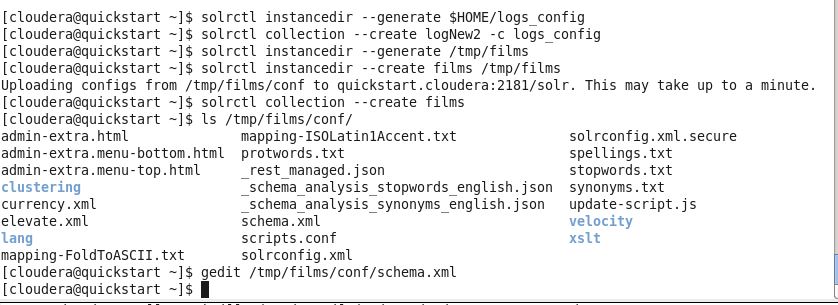 [cloudera@quickstart ~]$ solrctl instancedir --generate $HOME/logs_config
[cloudera@quickstart ~]$ solrctl collection --create logNew2 -c logs_config
[cloudera@quickstart ~]$ solrctl instancedir --generate /tmp/films
[cloudera@quickstart ~]$ solrctl instancedir --create films /tmp/films
Uploading configs from /tmp/films/conf to quickstart.cloudera:2181/solr. This may take up to a minute.
[cloudera@quickstart ~]$ solrctl collection --create films
[cloudera@quickstart ~]$ ls /tmp/films/conf/
admin-extra.html mapping-ISOLatin1Accent.txt solrconfig.xml.secure
admin-extra.menu-bottom.html protwords.txt spellings.txt
admin-extra.menu-top.html _rest_managed.json stopwords.txt
clustering _schema_analysis_stopwords_english.json synonyms.txt
currency.xml _schema_analysis_synonyms_english.json update-script.js
elevate.xml schema.xml velocity
lang scripts.conf xslt
mapping-FoldToASCII.txt solrconfig.xml
[cloudera@quickstart ~]$ gedit /tmp/films/conf/schema.xml
[cloudera@quickstart ~]$